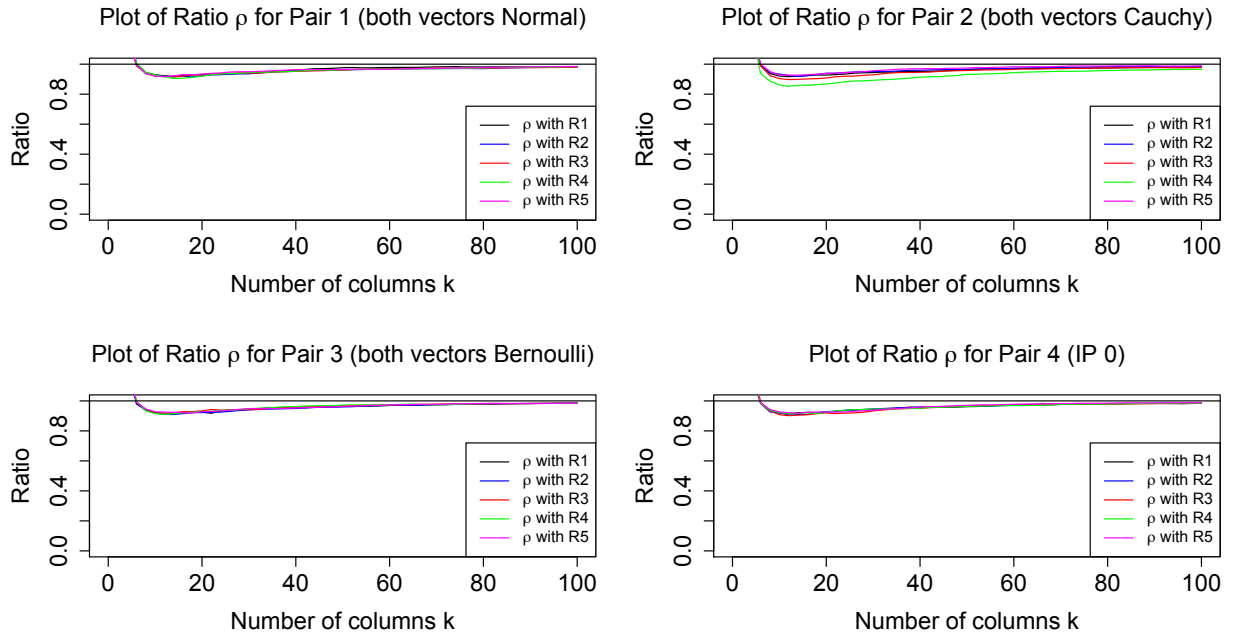 Plot of Ratio ρ for Pair 1 (both vectors Normal)
Ratio
0.0 0.4 0.8
ρ with R1
ρ with R2
ρ with R3
ρ with R4
ρ with R5
0 20 40 60 80 100
Number of columns k
Plot of Ratio ρ for Pair 2 (both vectors Cauchy)
Ratio
0.0 0.4 0.8
ρ with R1
ρ with R2
ρ with R3
ρ with R4
ρ with R5
0 20 40 60 80 100
Number of columns k
Plot of Ratio ρ for Pair 3 (both vectors Bernoulli)
Ratio
0.0 0.4 0.8
ρ with R1
ρ with R2
ρ with R3
ρ with R4
ρ with R5
0 20 40 60 80 100
Number of columns k
Plot of Ratio ρ for Pair 4 (IP 0)
Ratio
0.0 0.4 0.8
ρ with R1
ρ with R2
ρ with R3
ρ with R4
ρ with R5
0 20 40 60 80 100
Number of columns k